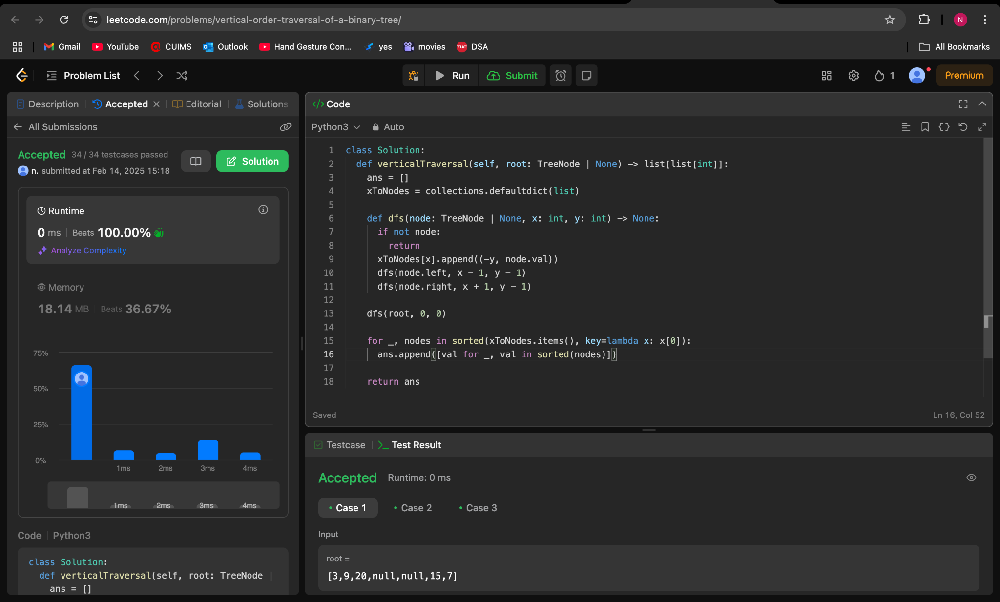 leetcode.com/problems/vertical-order-traversal-of-a-binary-tree/
N
Gmail YouTube CUIMS Outlook Hand Gesture Con... yes movies TUF DSA All Bookmarks
Problem List Run Submit 1 Premium
Description Accepted Editorial Solutions
All Submissions
Accepted 34 / 34 testcases passed
n. submitted at Feb 14, 2025 15:18
Solution
Runtime
0 ms Beats 100.00%
Analyze Complexity
Memory
18.14 MB Beats 36.67%
75%
50%
25%
0%
1ms 2ms 3ms 4ms
1ms 2ms 3ms 4ms
Code Python3
class Solution:
def verticalTraversal(self, root: TreeNode |
ans = []
</> Code
Python3 Auto
1 class Solution:
2 def verticalTraversal(self, root: TreeNode | None) -> list[list[int]]:
3 ans = []
4 xToNodes = collections.defaultdict(list)
5
6 def dfs(node: TreeNode | None, x: int, y: int) -> None:
7 if not node:
8 return
9 xToNodes[x].append((-y, node.val))
10 dfs(node.left, x - 1, y - 1)
11 dfs(node.right, x + 1, y - 1)
12
13 dfs(root, 0, 0)
14
15 for _, nodes in sorted(xToNodes.items(), key=lambda x: x[0]):
16 ans.append([val for _, val in sorted(nodes)])
17
18 return ans
Saved Ln 16, Col 52
Testcase >_ Test Result
Accepted Runtime: 0 ms
• Case 1 • Case 2 • Case 3
Input
root =
[3,9,20,null,null,15,7]